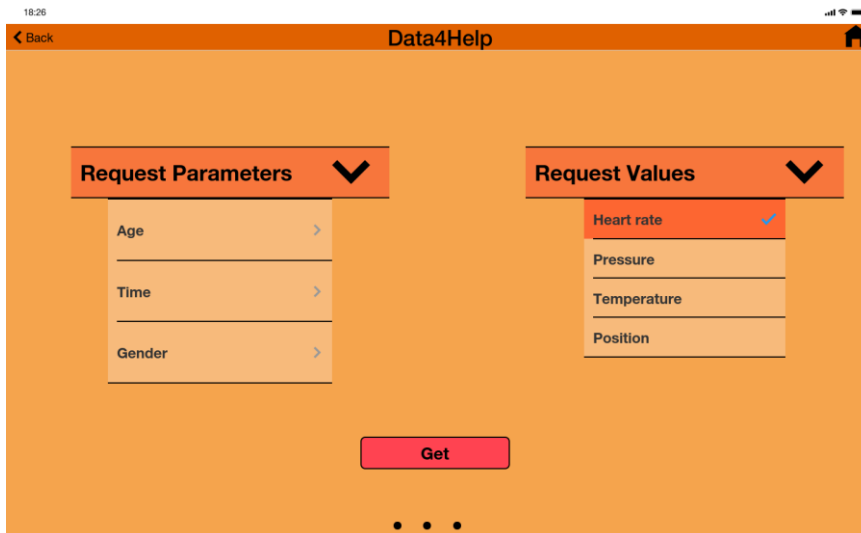 18:26
Back
Data4Help
Request Parameters
Age
Time
Gender
Request Values
Heart rate
Pressure
Temperature
Position
Get